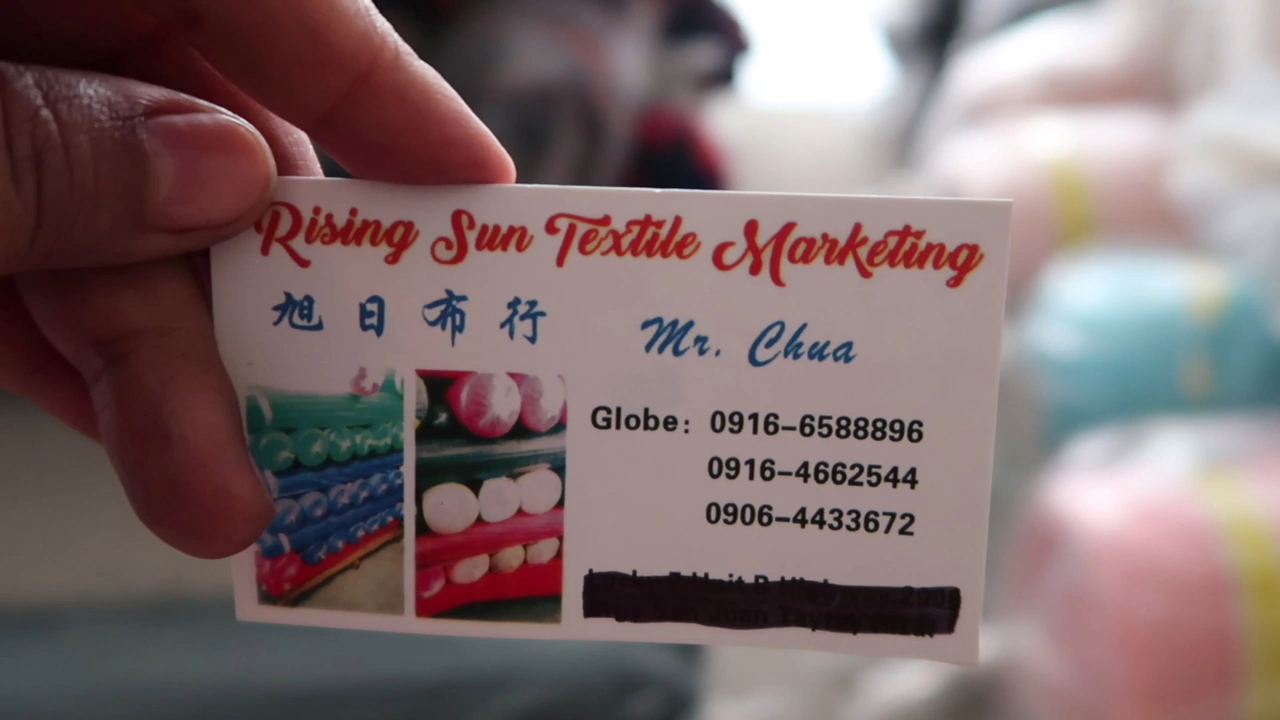 Rising Sun Textile Marketing
旭日布行
Mr. Chua
Globe: 0916-6588896
0916-4662544
0906-4433672